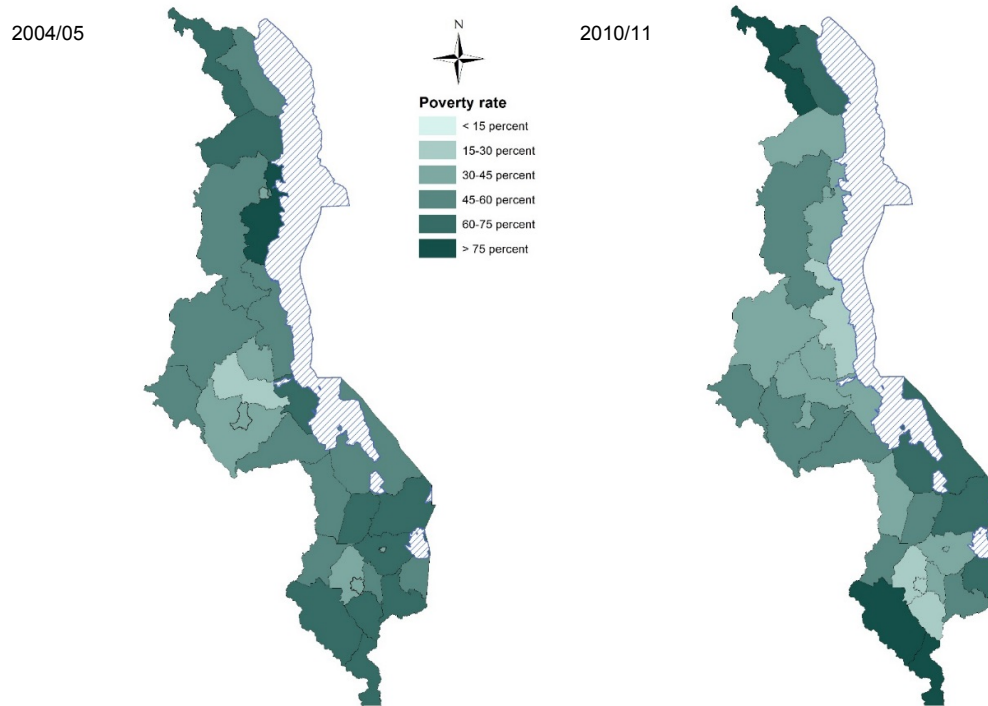 2004/05
2010/11
N
Poverty rate
< 15 percent
15-30 percent
30-45 percent
45-60 percent
60-75 percent
> 75 percent